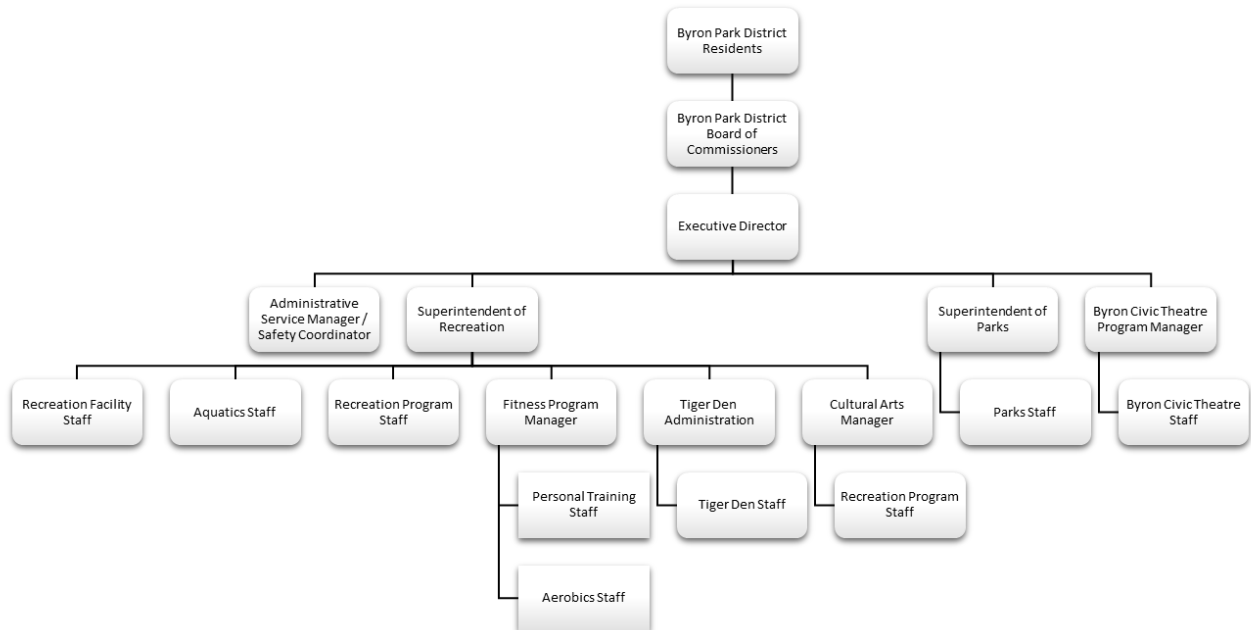 Byron Park District
Residents
Byron Park District
Board of
Commissioners
Executive Director
Administrative
Service Manager /
Safety Coordinator
Superintendent of
Recreation
Superintendent of
Parks
Byron Civic Theatre
Program Manager
Recreation Facility
Staff
Aquatics Staff
Recreation Program
Staff
Fitness Program
Manager
Tiger Den
Administration
Cultural Arts
Manager
Parks Staff
Byron Civic Theatre
Staff
Personal Training
Staff
Tiger Den Staff
Recreation Program
Staff
Aerobics Staff